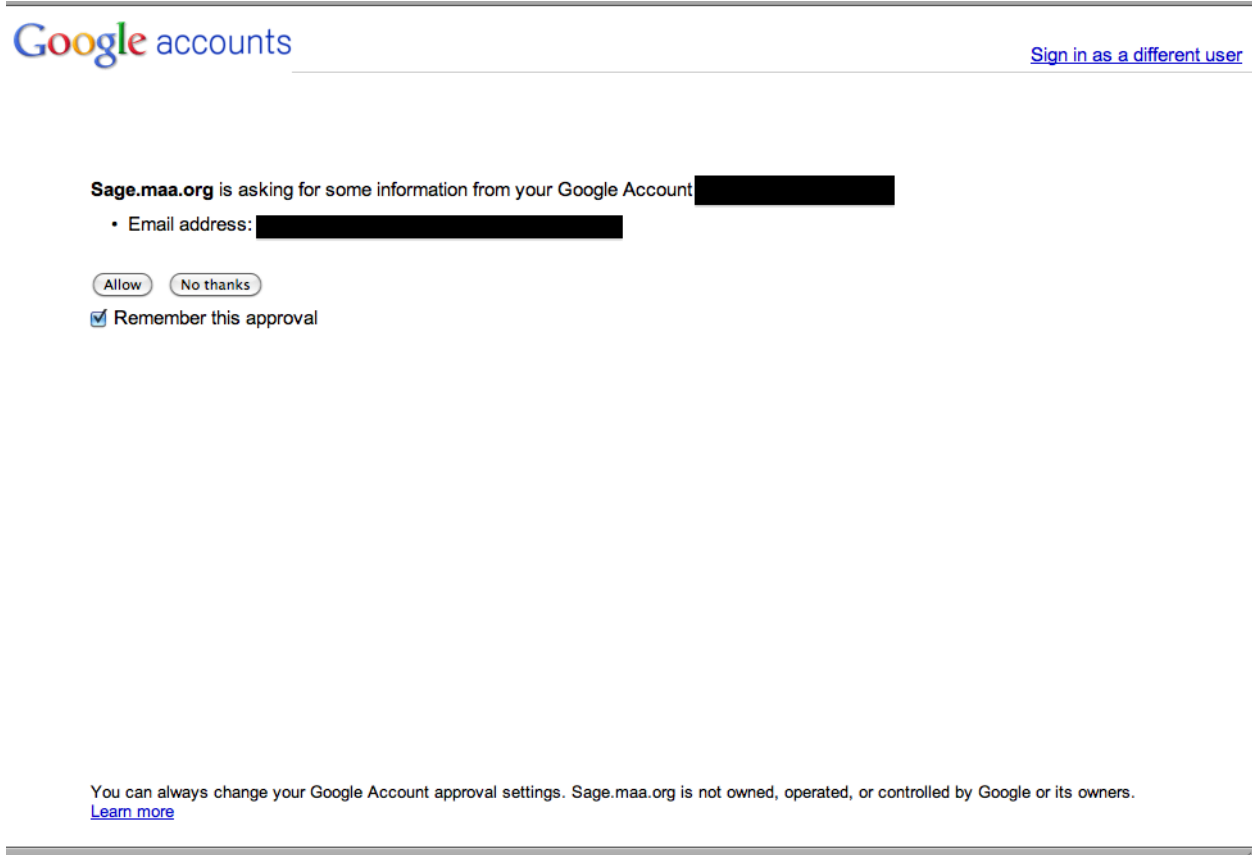 Google accounts
Sign in as a different user
Sage.maa.org is asking for some information from your Google Account
• Email address:
Allow No thanks
Remember this approval
You can always change your Google Account approval settings. Sage.maa.org is not owned, operated, or controlled by Google or its owners.
Learn more